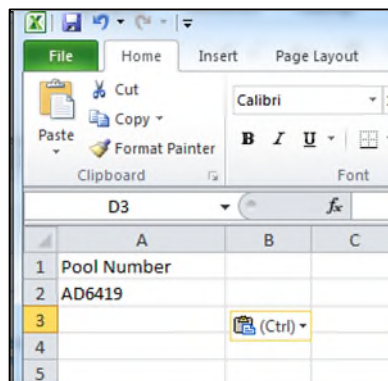 File Home Insert Page Layout
Cut
Copy
Format Painter
Paste
Clipboard
Calibri
B I U
Font
D3 fx
A B C
1 Pool Number
2 AD6419
3 (Ctrl)
4
5